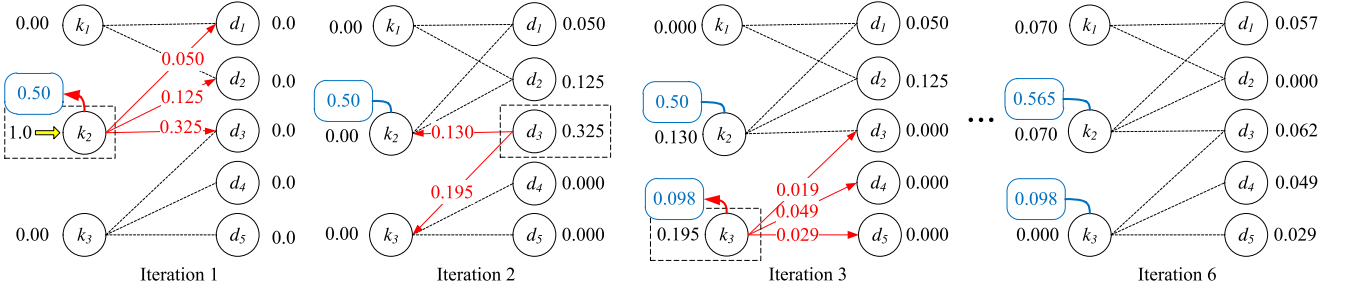 0.00 k1 d1 0.0
0.050
d2 0.0
0.50 0.125
1.0 k2 0.325 d3 0.0
d4 0.0
0.00 k3 d5 0.0
Iteration 1
0.00 k1 d1 0.050
d2 0.125
0.50
0.00 k2 0.130 d3 0.325
0.195 d4 0.000
0.00 k3 d5 0.000
Iteration 2
0.000 k1 d1 0.050
d2 0.125
0.50
0.130 k2 d3 0.000
0.019 d4 0.000
0.098 0.049
0.195 k3 0.029 d5 0.000
Iteration 3
...
0.070 k1 d1 0.057
d2 0.000
0.565
0.070 k2 d3 0.062
d4 0.049
0.098
0.000 k3 d5 0.029
Iteration 6